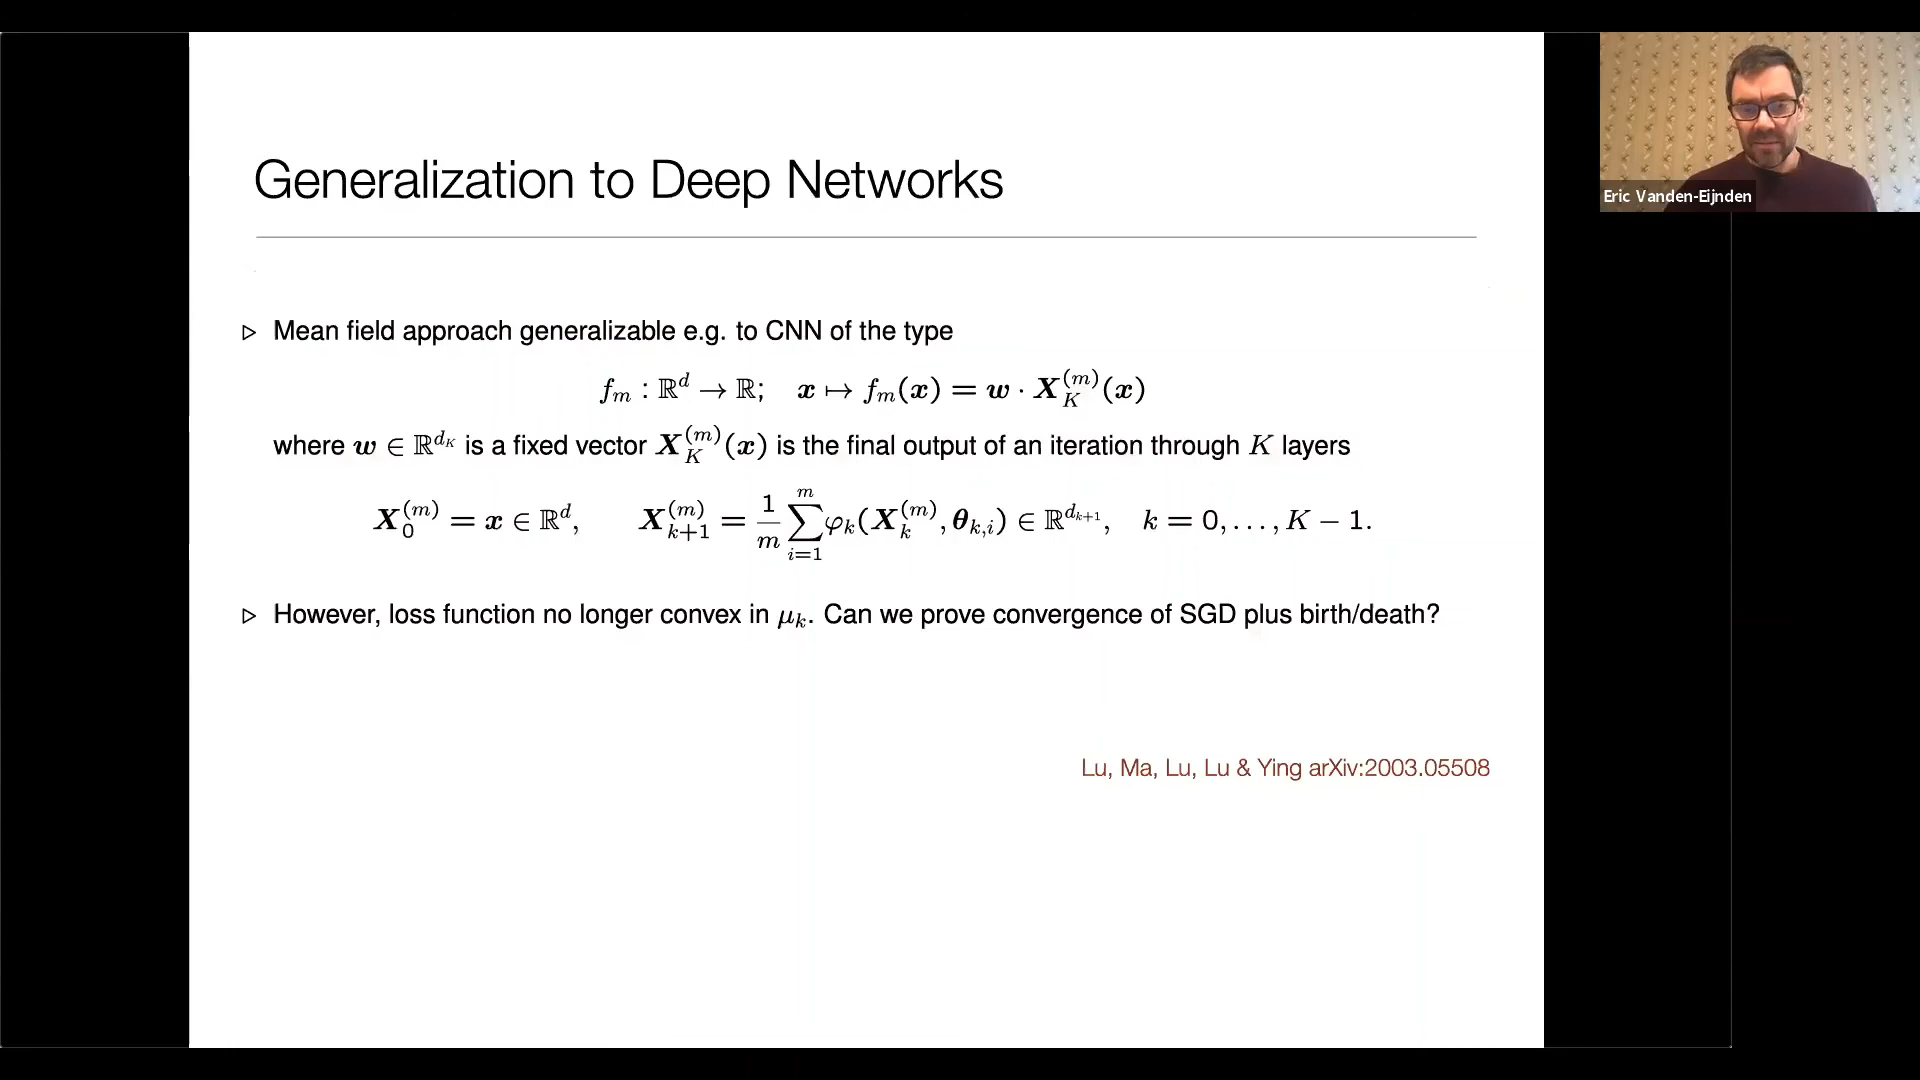 Generalization to Deep Networks
▷ Mean field approach generalizable e.g. to CNN of the type
f_m : ℝ^d → ℝ; x ↦ f_m(x) = w · X_K^{(m)}(x)
where w ∈ ℝ^{d_K} is a fixed vector X_K^{(m)}(x) is the final output of an iteration through K layers
X_0^{(m)} = x ∈ ℝ^d, X_{k+1}^{(m)} = \frac{1}{m} \sum_{i=1}^{m} φ_k(X_k^{(m)}, θ_{k,i}) ∈ ℝ^{d_{k+1}}, k = 0, . . . , K − 1.
▷ However, loss function no longer convex in μ_k. Can we prove convergence of SGD plus birth/death?
Lu, Ma, Lu, Lu & Ying arXiv:2003.05508
Eric Vanden-Eijnden